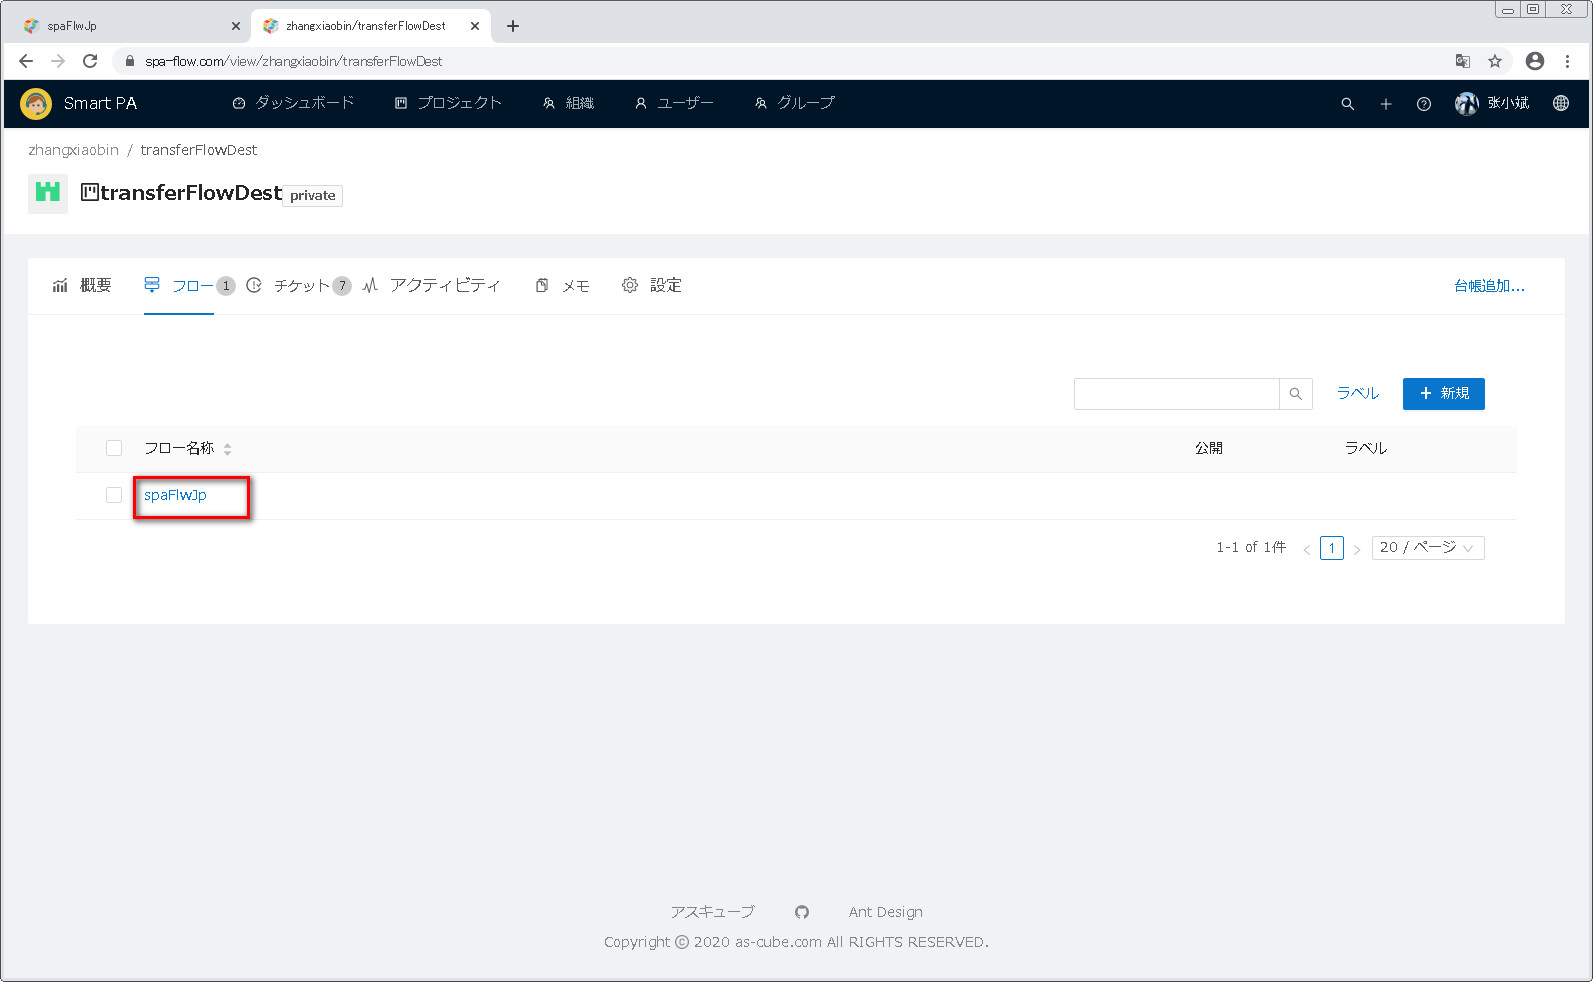 spaFlwJp
zhangxiaobin/transferFlowDest
spa-flow.com/view/zhangxiaobin/transferFlowDest
Smart PA ダッシュボード プロジェクト 組織 ユーザー グループ 张小斌
zhangxiaobin / transferFlowDest
transferFlowDest private
概要 フロー 1 チケット 7 アクティビティ メモ 設定 台帳追加...
ラベル + 新規
フロー名称 公開 ラベル
spaFlwJp
1-1 of 1件 < 1 > 20 / ページ
アスキューブ Ant Design
Copyright © 2020 as-cube.com All RIGHTS RESERVED.